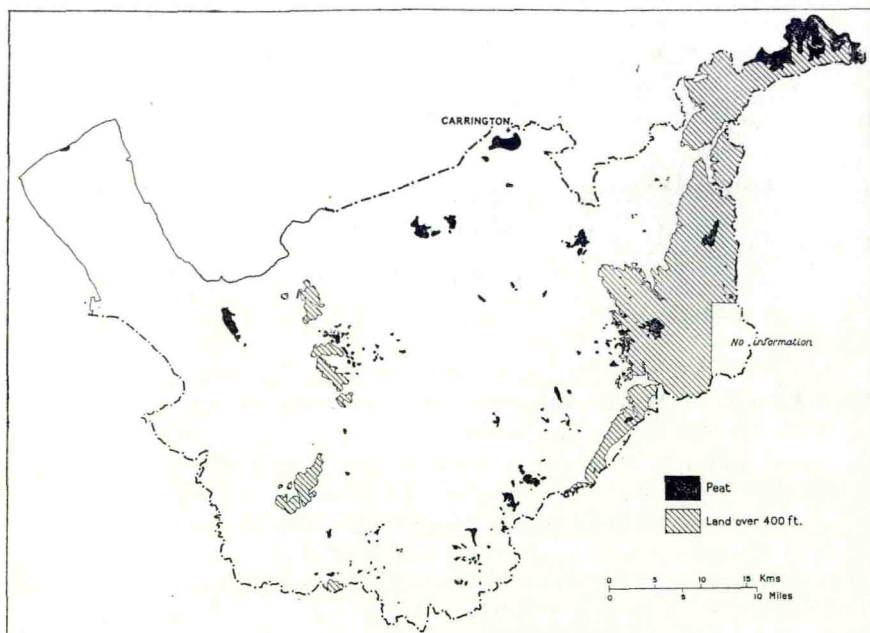 CARRINGTON
No information
Peat
Land over 400 ft.
0 5 10 15 Kms
0 5 10 Miles